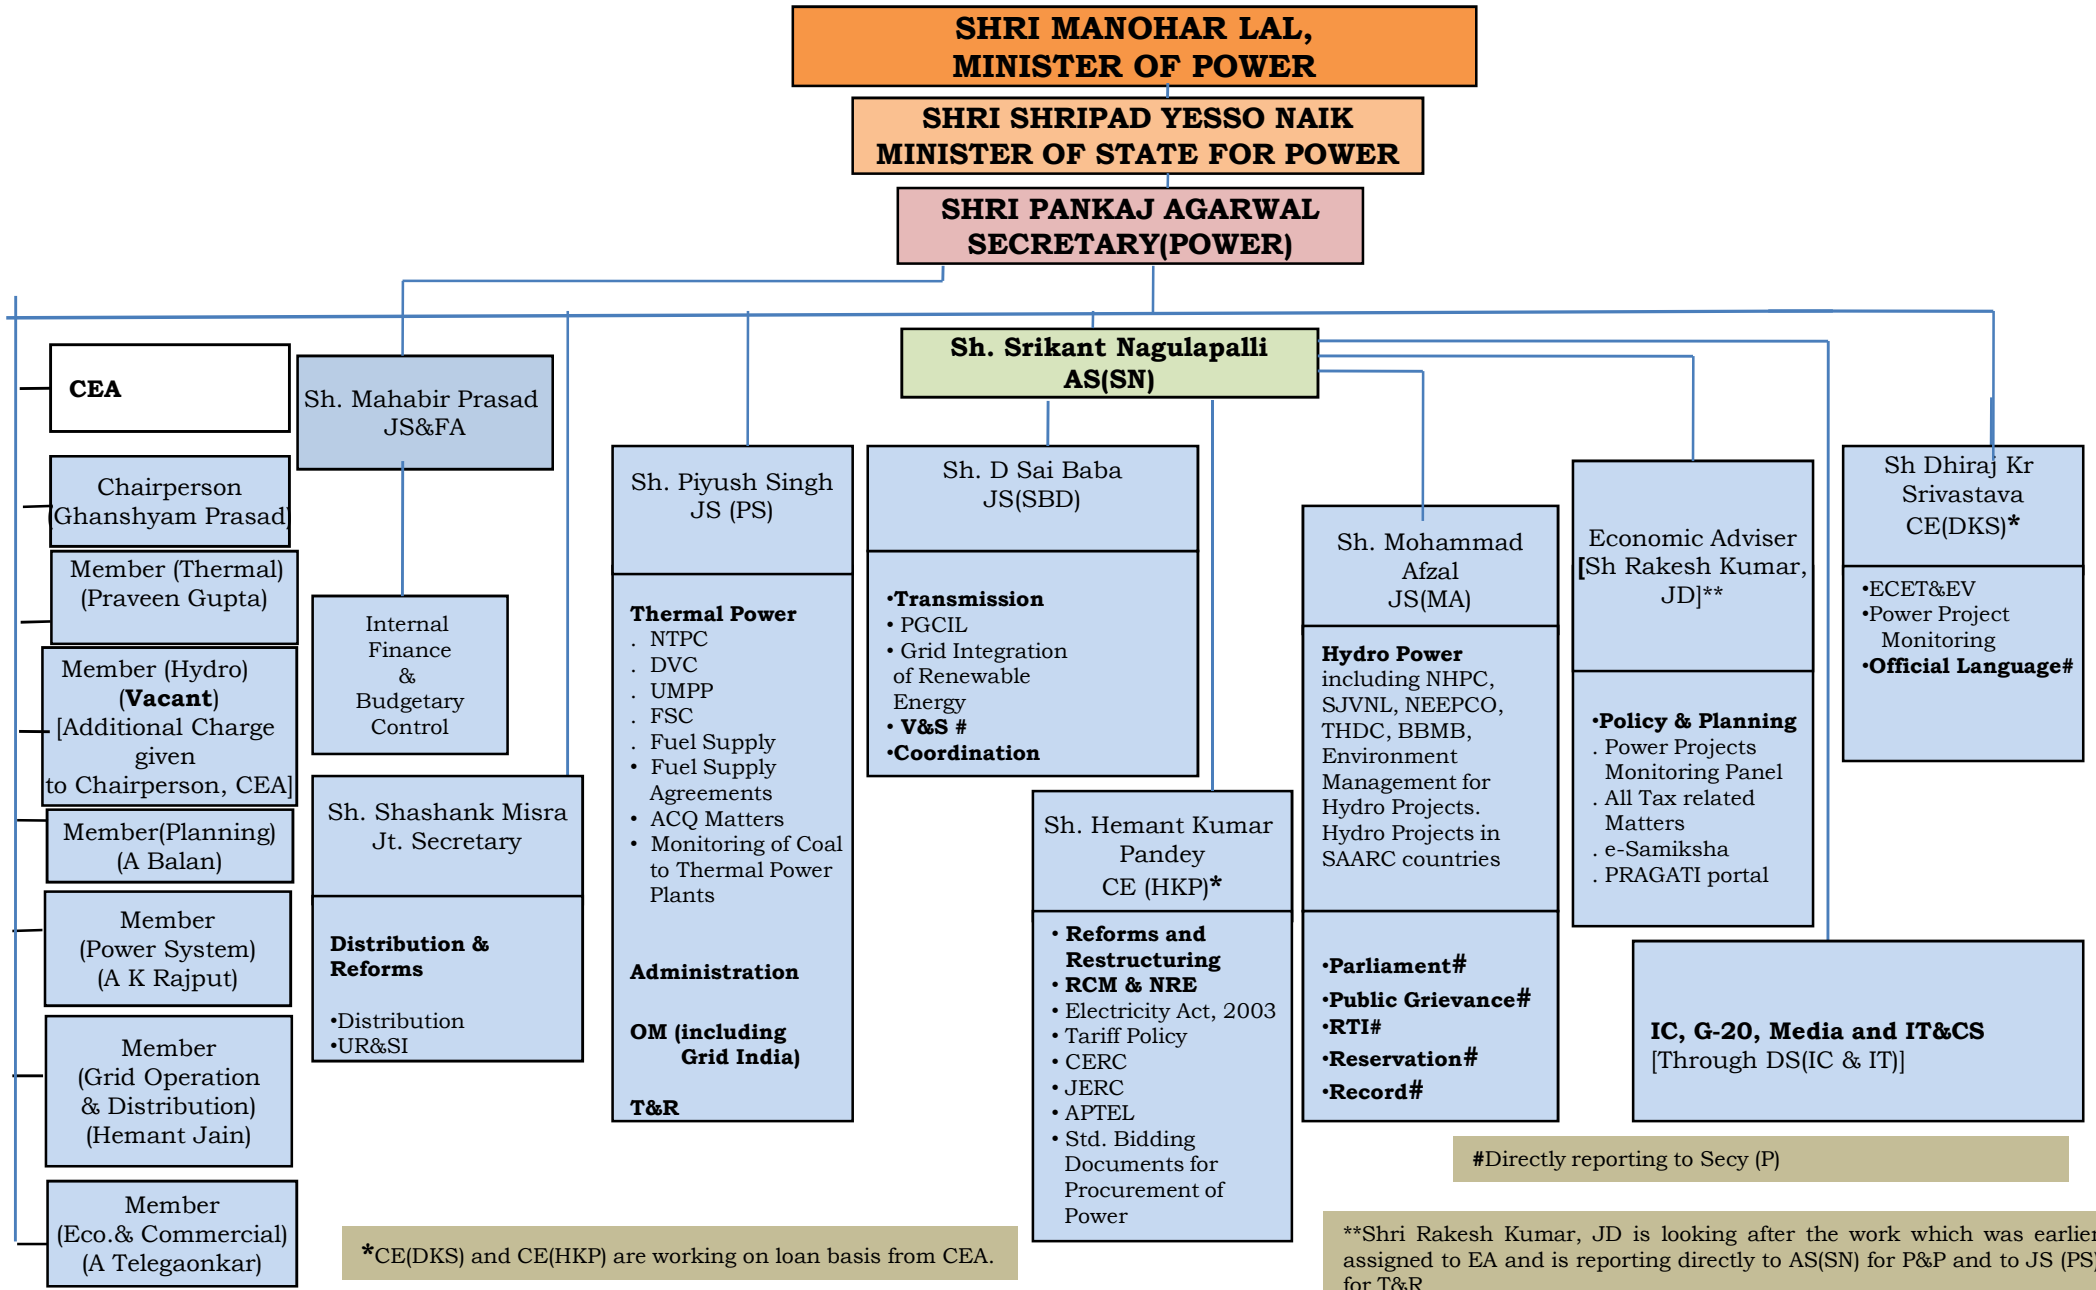 SHRI MANOHAR LAL,
MINISTER OF POWER
SHRI SHRIPAD YESSO NAIK
MINISTER OF STATE FOR POWER
SHRI PANKAJ AGARWAL
SECRETARY(POWER)
Sh. Srikant Nagulapalli
AS(SN)
CEA
Chairperson
(Ghanshyam Prasad)
Member (Thermal)
(Praveen Gupta)
Member (Hydro)
(Vacant)
[Additional Charge
given
to Chairperson, CEA]
Member(Planning)
(A Balan)
Member
(Power System)
(A K Rajput)
Member
(Grid Operation
& Distribution)
(Hemant Jain)
Member
(Eco.& Commercial)
(A Telegaonkar)
Sh. Mahabir Prasad
JS&FA
Internal
Finance
&
Budgetary
Control
Sh. Shashank Misra
Jt. Secretary
Distribution &
Reforms
•Distribution
•UR&SI
Sh. Piyush Singh
JS (PS)
Thermal Power
. NTPC
. DVC
. UMPP
. FSC
. Fuel Supply
• Fuel Supply
Agreements
• ACQ Matters
• Monitoring of Coal
to Thermal Power
Plants
Administration
OM (including
Grid India)
T&R
Sh. D Sai Baba
JS(SBD)
•Transmission
• PGCIL
• Grid Integration
of Renewable
Energy
• V&S #
•Coordination
Sh. Hemant Kumar
Pandey
CE (HKP)*
• Reforms and
Restructuring
• RCM & NRE
• Electricity Act, 2003
• Tariff Policy
• CERC
• JERC
• APTEL
• Std. Bidding
Documents for
Procurement of
Power
Sh. Mohammad
Afzal
JS(MA)
Hydro Power
including NHPC,
SJVNL, NEEPCO,
THDC, BBMB,
Environment
Management for
Hydro Projects.
Hydro Projects in
SAARC countries
•Parliament#
•Public Grievance#
•RTI#
•Reservation#
•Record#
Economic Adviser
[Sh Rakesh Kumar,
JD]**
•Policy & Planning
. Power Projects
Monitoring Panel
. All Tax related
Matters
. e-Samiksha
. PRAGATI portal
Sh Dhiraj Kr
Srivastava
CE(DKS)*
•ECET&EV
•Power Project
Monitoring
•Official Language#
IC, G-20, Media and IT&CS
[Through DS(IC & IT)]
#Directly reporting to Secy (P)
*CE(DKS) and CE(HKP) are working on loan basis from CEA.
**Shri Rakesh Kumar, JD is looking after the work which was earlier
assigned to EA and is reporting directly to AS(SN) for P&P and to JS (PS)
for T&R